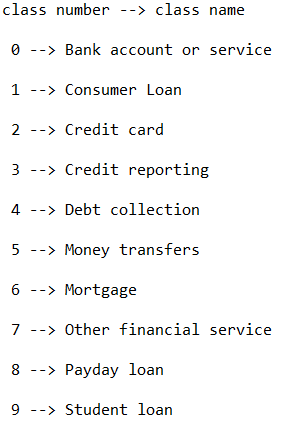 class number --> class name
0 --> Bank account or service
1 --> Consumer Loan
2 --> Credit card
3 --> Credit reporting
4 --> Debt collection
5 --> Money transfers
6 --> Mortgage
7 --> Other financial service
8 --> Payday loan
9 --> Student loan